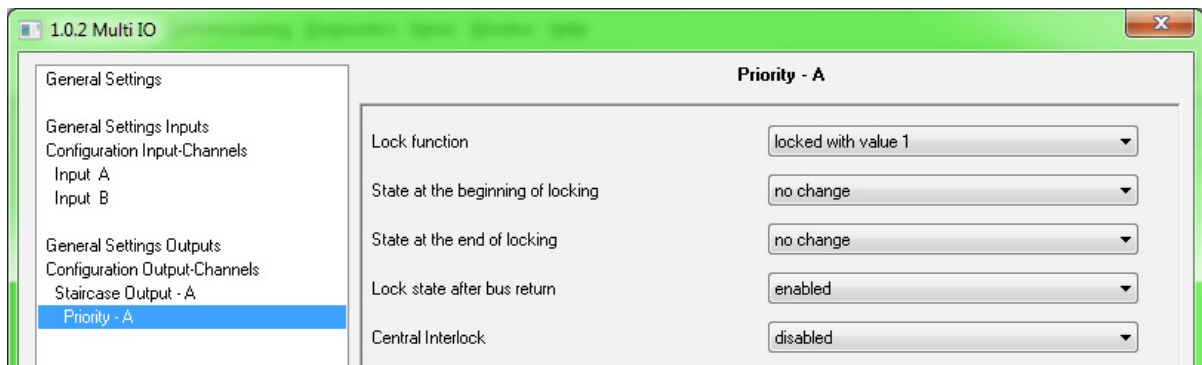 1.0.2 Multi IO
General Settings
General Settings Inputs
Configuration Input-Channels
Input A
Input B
General Settings Outputs
Configuration Output-Channels
Staircase Output - A
Priority - A
Priority - A
Lock function
locked with value 1
State at the beginning of locking
no change
State at the end of locking
no change
Lock state after bus return
enabled
Central Interlock
disabled